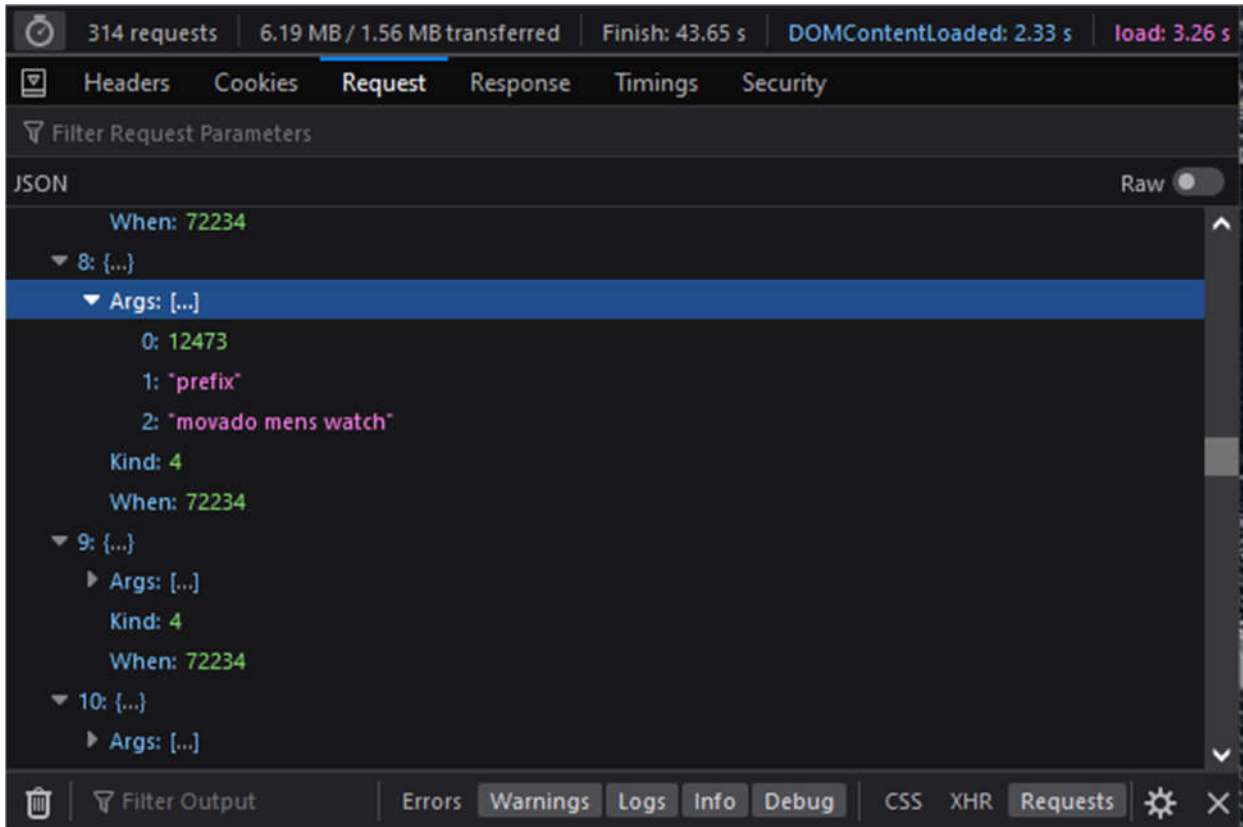 314 requests 6.19 MB / 1.56 MB transferred Finish: 43.65 s DOMContentLoaded: 2.33 s load: 3.26 s
Headers Cookies Request Response Timings Security
Filter Request Parameters
JSON Raw
When: 72234
8: {...}
Args: [...]
0: 12473
1: "prefix"
2: "movado mens watch"
Kind: 4
When: 72234
9: {...}
Args: [...]
Kind: 4
When: 72234
10: {...}
Args: [...]
Filter Output Errors Warnings Logs Info Debug CSS XHR Requests